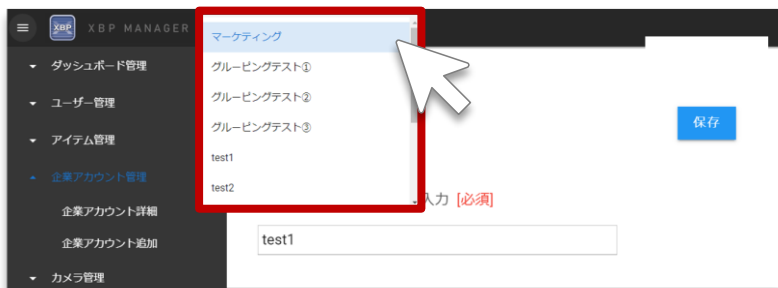 XBP
XBP MANAGER
マーケティング
グルーピングテスト①
グルーピングテスト②
グルーピングテスト③
test1
test2
ダッシュボード管理
ユーザー管理
アイテム管理
企業アカウント管理
企業アカウント詳細
企業アカウント追加
カメラ管理
保存
入力 [必須]
test1